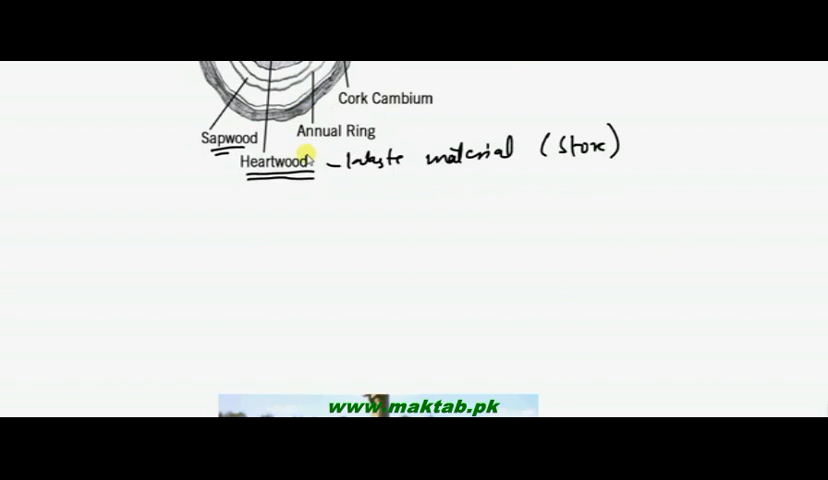 Cork Cambium
Annual Ring
Sapwood
Heartwood - Waste material (Store)
www.maktab.pk